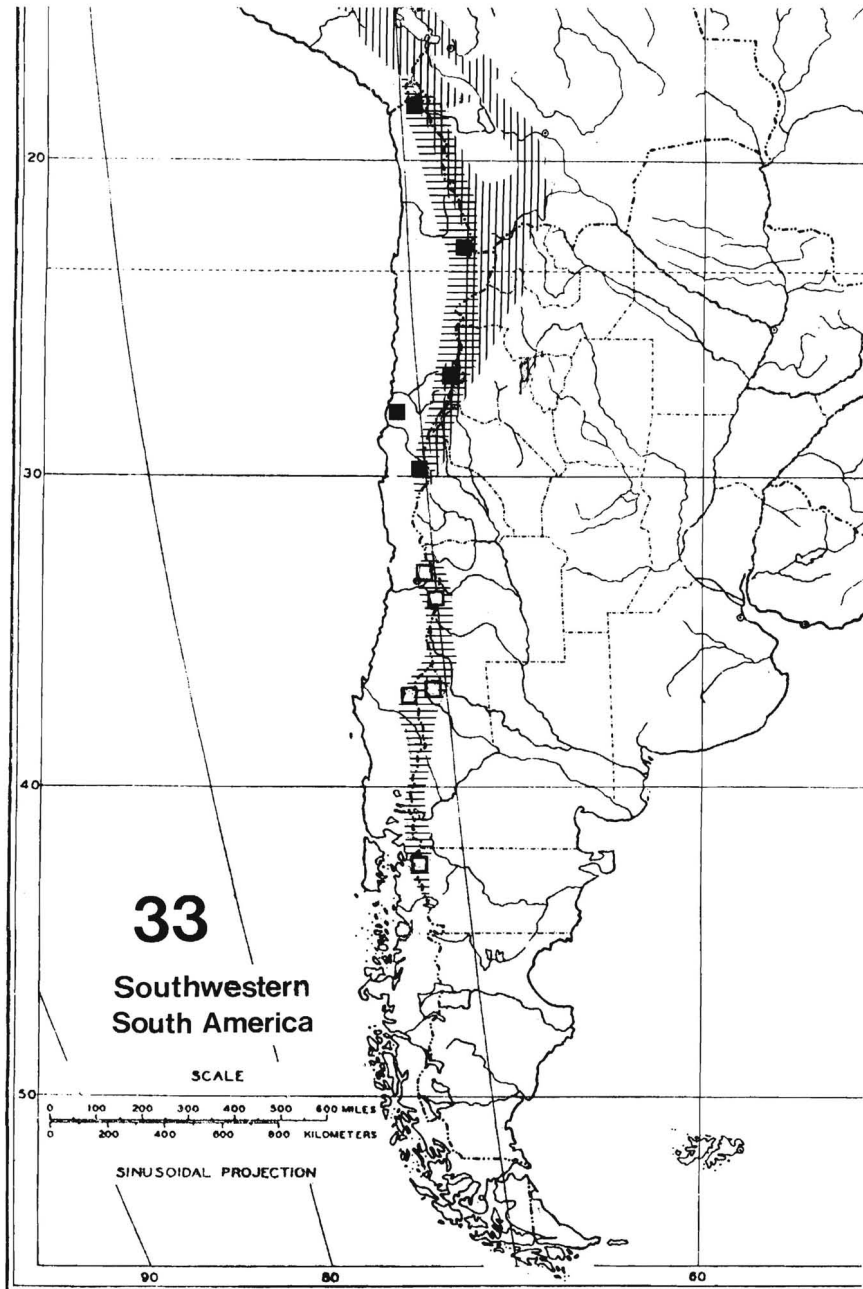 20
30
40
33
Southwestern
South America
SCALE
50
0 100 200 300 400 500 600 MILES
0 200 400 600 800 KILOMETERS
SINUSOIDAL PROJECTION
90 80 60